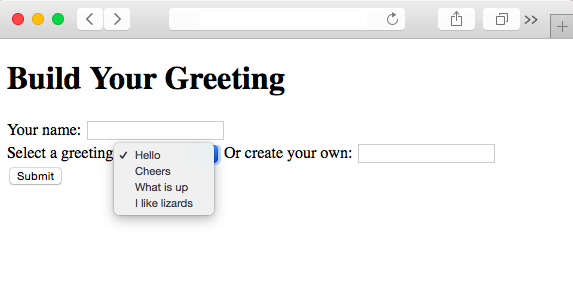 Build Your Greeting
Your name:
Select a greeting ✓ Hello Or create your own:
Cheers
What is up
I like lizards
Submit